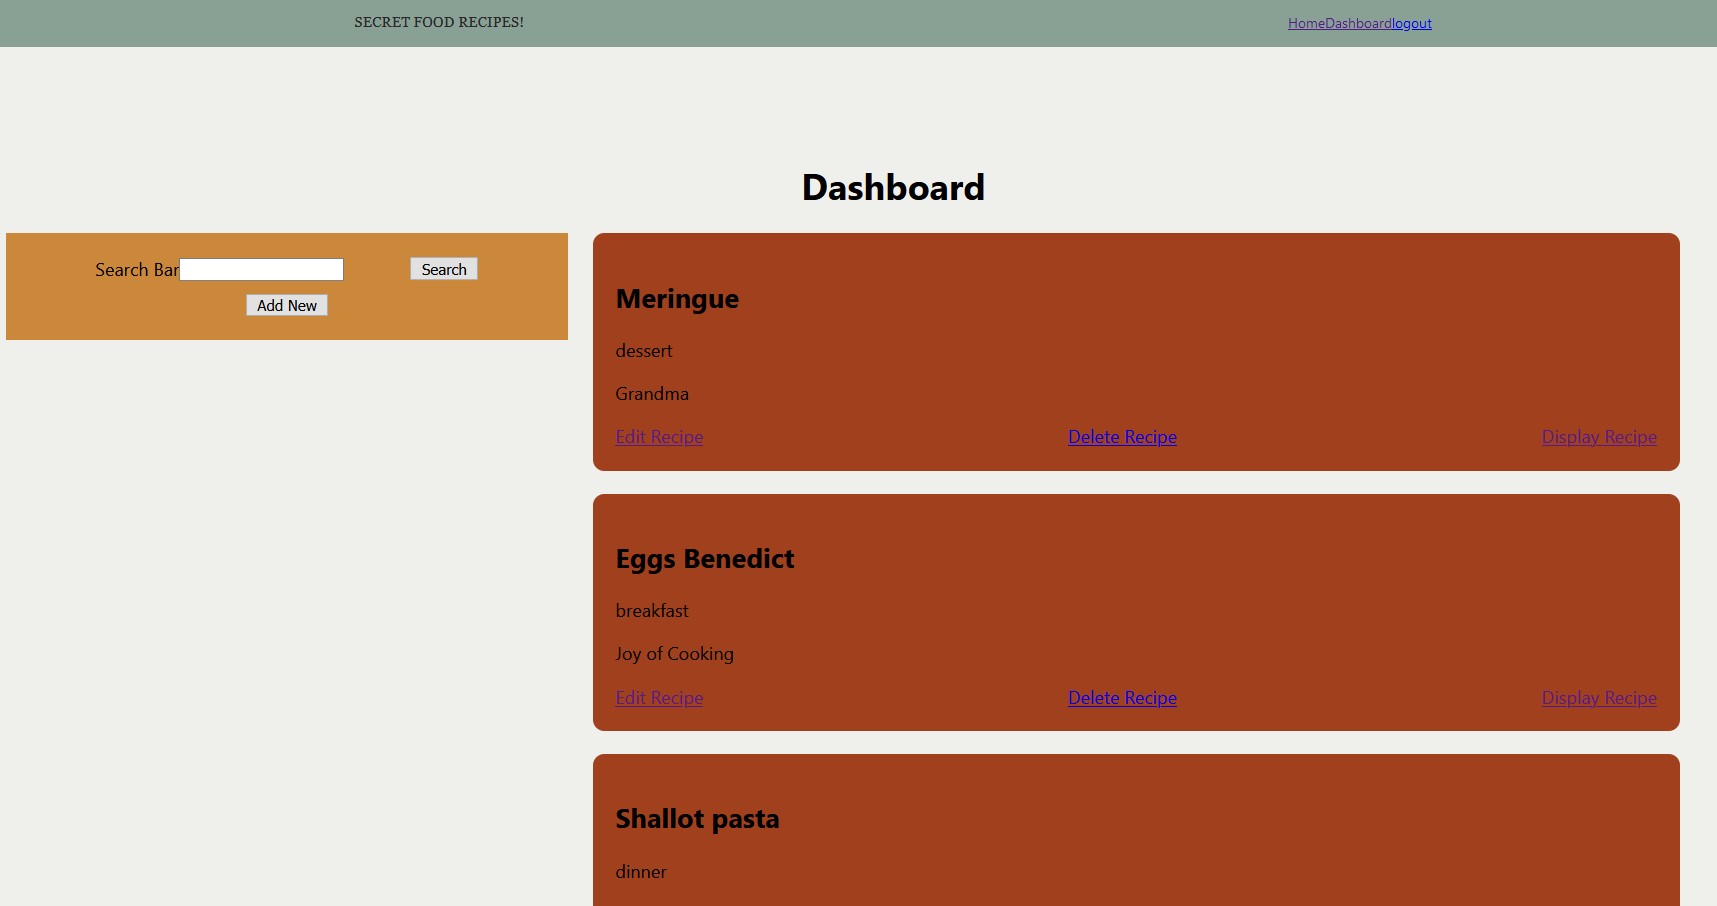 SECRET FOOD RECIPES! HomeDashboardlogout
Dashboard
Search Bar Search
Add New
Meringue
dessert
Grandma
Edit Recipe Delete Recipe Display Recipe
Eggs Benedict
breakfast
Joy of Cooking
Edit Recipe Delete Recipe Display Recipe
Shallot pasta
dinner